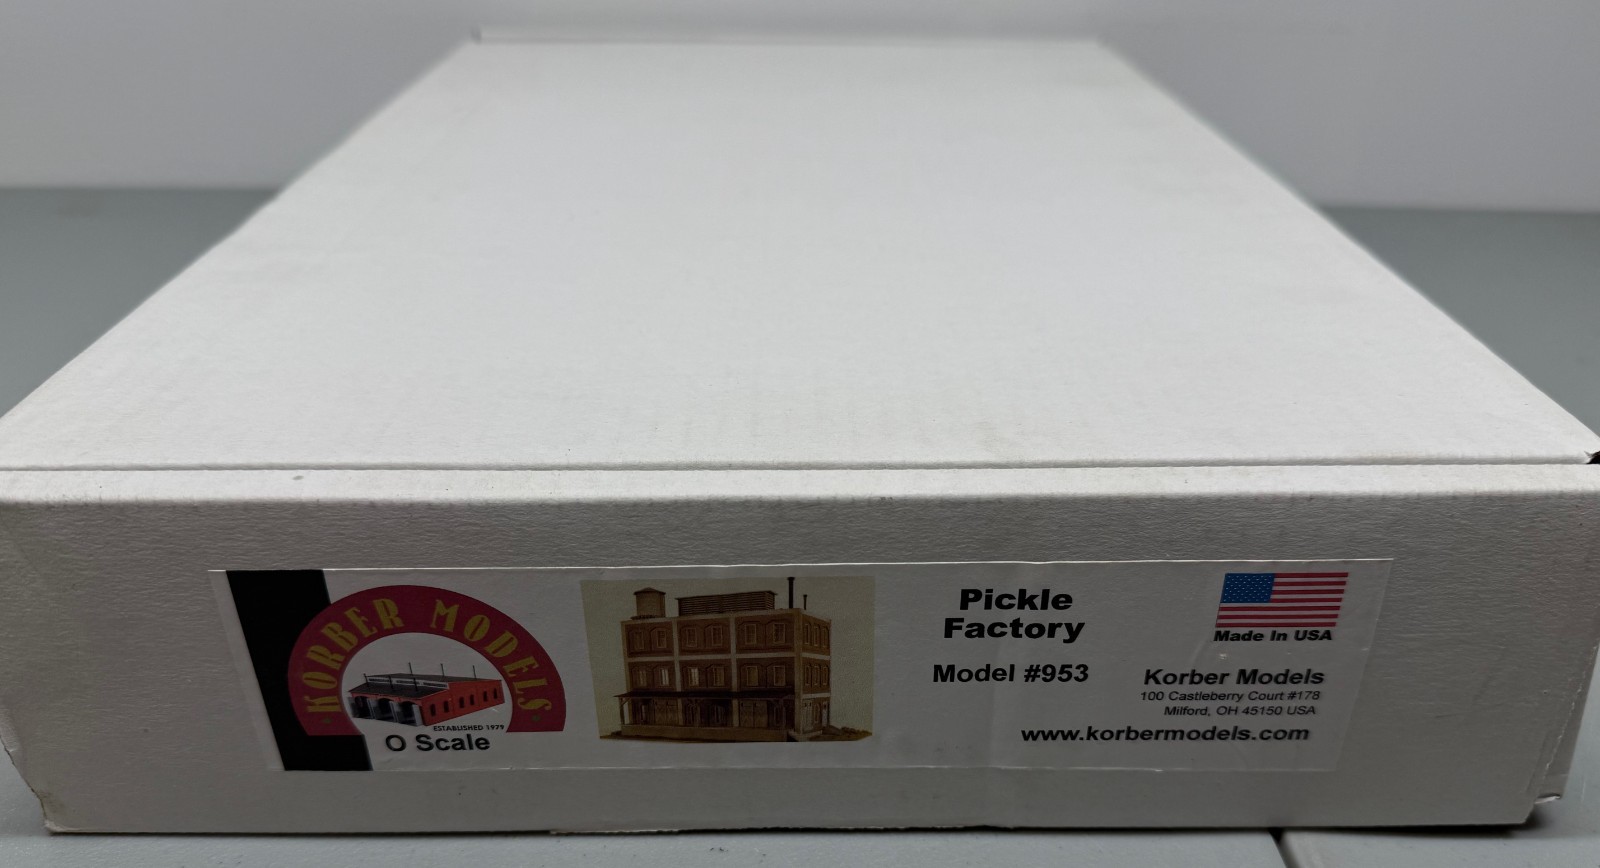 KORBER MODELS
ESTABLISHED 1979
O Scale
Pickle
Factory
Model #953
Made In USA
Korber Models
100 Castleberry Court #178
Milford, OH 45150 USA
www.korbermodels.com